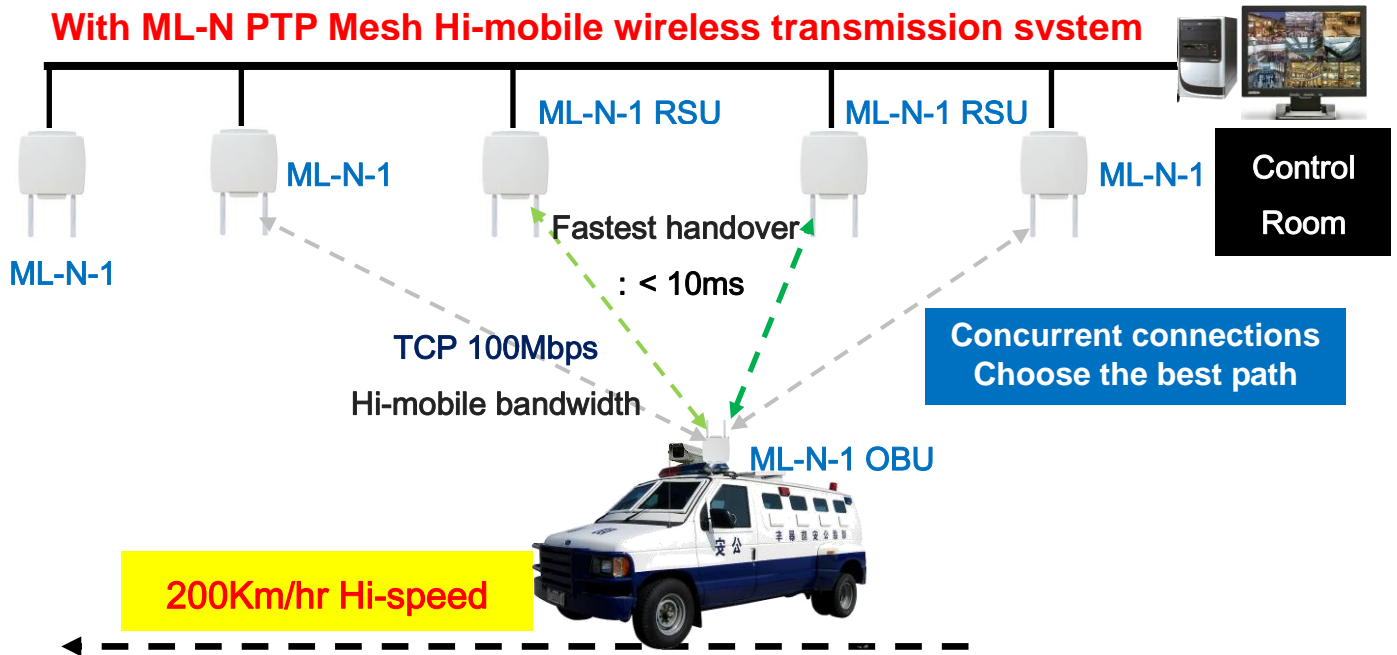 With ML-N PTP Mesh Hi-mobile wireless transmission system
ML-N-1 RSU
ML-N-1 RSU
ML-N-1
ML-N-1
Control
Room
ML-N-1
Fastest handover
: < 10ms
TCP 100Mbps
Hi-mobile bandwidth
Concurrent connections
Choose the best path
ML-N-1 OBU
安公
200Km/hr Hi-speed